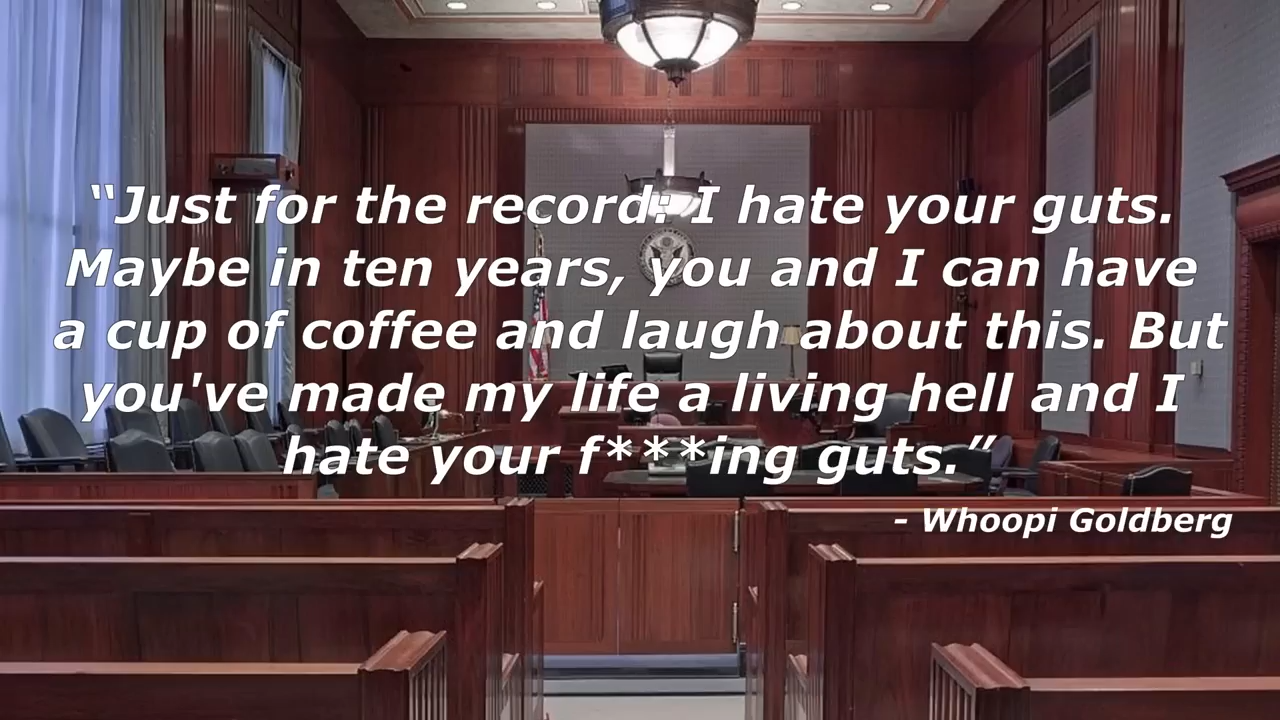 “Just for the record: I hate your guts.
Maybe in ten years, you and I can have
a cup of coffee and laugh about this. But
you've made my life a living hell and I
hate your f***ing guts.”
- Whoopi Goldberg